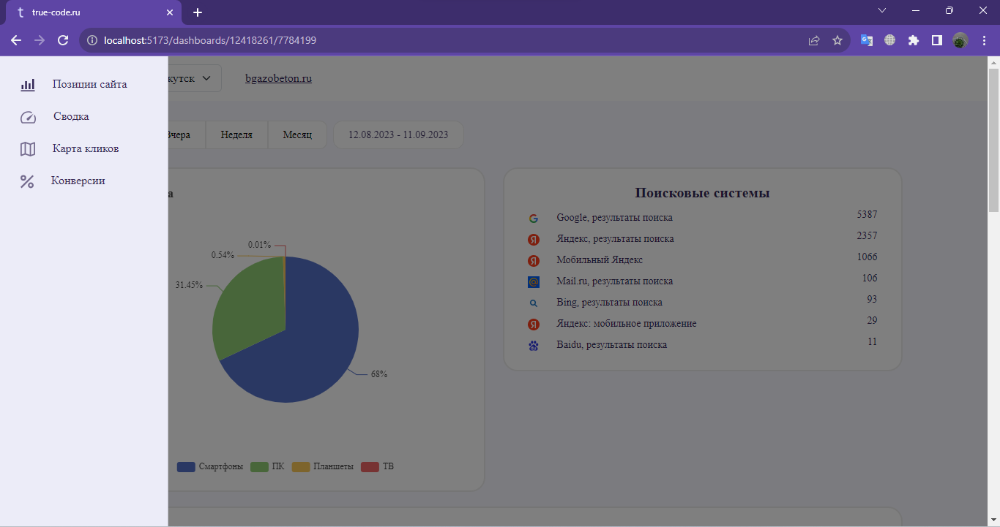 true-code.ru
localhost:5173/dashboards/12418261/7784199
Позиции сайта
Сводка
Карта кликов
Конверсии
bgazobeton.ru
Неделя
Месяц
12.08.2023 - 11.09.2023
0.01%
0.54%
31.45%
68%
Смартфоны ПК Планшеты ТВ
Поисковые системы
Google, результаты поиска 5387
Яндекс, результаты поиска 2357
Мобильный Яндекс 1066
Mail.ru, результаты поиска 106
Bing, результаты поиска 93
Яндекс: мобильное приложение 29
Baidu, результаты поиска 11